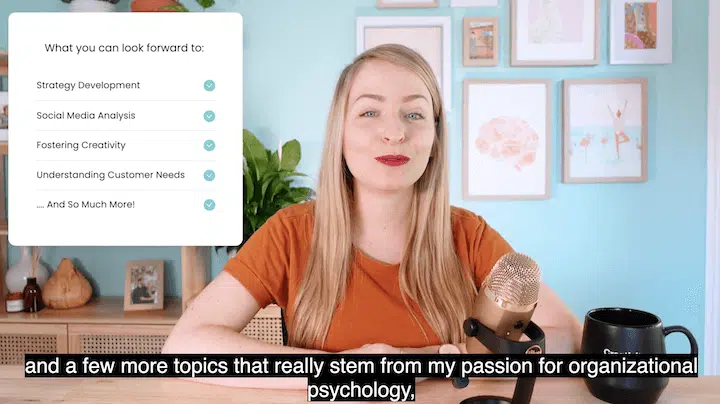 What you can look forward to:
Strategy Development
Social Media Analysis
Fostering Creativity
Understanding Customer Needs
.... And So Much More!
and a few more topics that really stem from my passion for organizational
psychology,